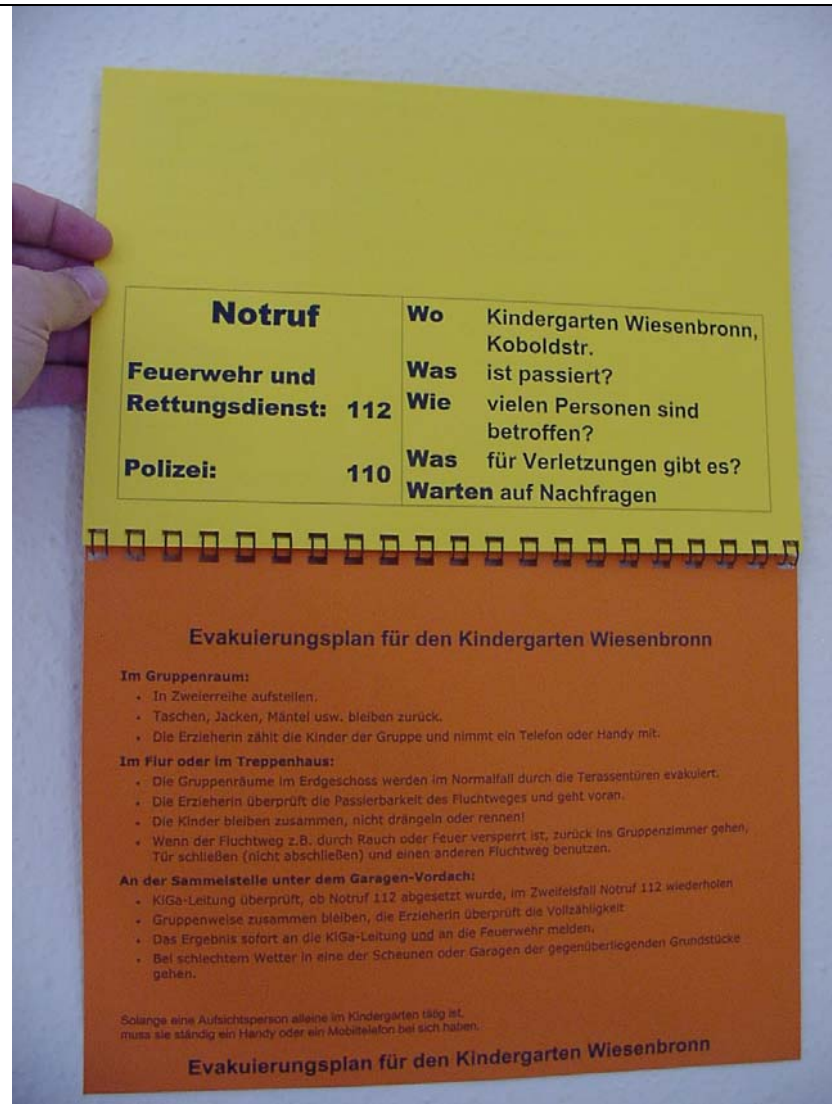 Notruf
Feuerwehr und
Rettungsdienst: 112
Polizei: 110
Wo Kindergarten Wiesenbronn,
Koboldstr.
Was ist passiert?
Wie vielen Personen sind
betroffen?
Was für Verletzungen gibt es?
Warten auf Nachfragen
Evakuierungsplan für den Kindergarten Wiesenbronn
Im Gruppenraum:
• In Zweierreihe aufstellen.
• Taschen, Jacken, Mäntel usw. bleiben zurück.
• Die Erzieherin zählt die Kinder der Gruppe und nimmt ein Telefon oder Handy mit.
Im Flur oder im Treppenhaus:
• Die Gruppenräume im Erdgeschoss werden im Normalfall durch die Terassentüren evakuiert.
• Die Erzieherin überprüft die Passierbarkeit des Fluchtweges und geht voran.
• Die Kinder bleiben zusammen, nicht drängeln oder rennen!
• Wenn der Fluchtweg z.B. durch Rauch oder Feuer versperrt ist, zurück ins Gruppenzimmer gehen,
Tür schließen (nicht abschließen) und einen anderen Fluchtweg benutzen.
An der Sammelstelle unter dem Garagen-Vordach:
• KiGa-Leitung überprüft, ob Notruf 112 abgesetzt wurde, im Zweifelsfall Notruf 112 wiederholen
• Gruppenweise zusammen bleiben, die Erzieherin überprüft die Vollzähligkeit
• Das Ergebnis sofort an die KiGa-Leitung und an die Feuerwehr melden.
• Bei schlechtem Wetter in eine der Scheunen oder Garagen der gegenüberliegenden Grundstücke
gehen.
Solange eine Aufsichtsperson alleine im Kindergarten tätig ist,
muss sie ständig ein Handy oder ein Mobiltelefon bei sich haben.
Evakuierungsplan für den Kindergarten Wiesenbronn